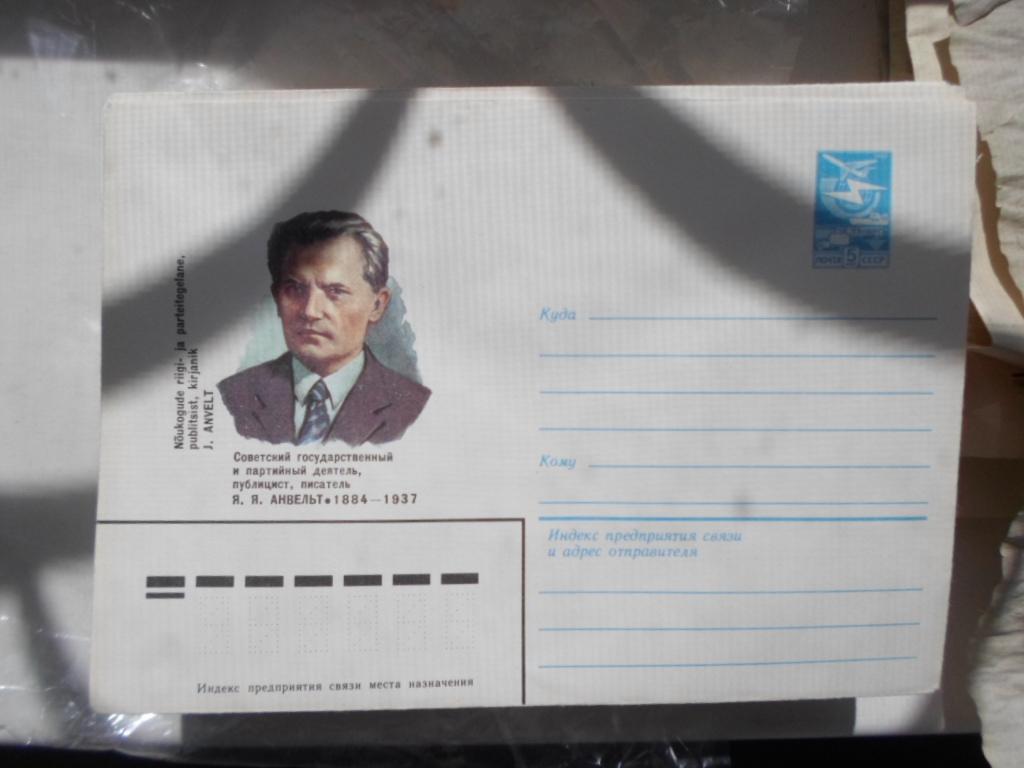 Nõukogude riigi- ja parteitegelane,
publitsist, kirjanik
J. ANVELT
Советский государственный
и партийный деятель,
публицист, писатель
Я. Я. АНВЕЛЬТ • 1884—1937
ПОЧТА 5 СССР
Куда
Кому
Индекс предприятия связи
и адрес отправителя
Индекс предприятия связи места назначения